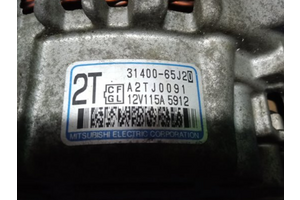 31400-65J20
2T CF GL A2TJ0091
12V115A 5912
MITSUBISHI ELECTRIC CORPORATION